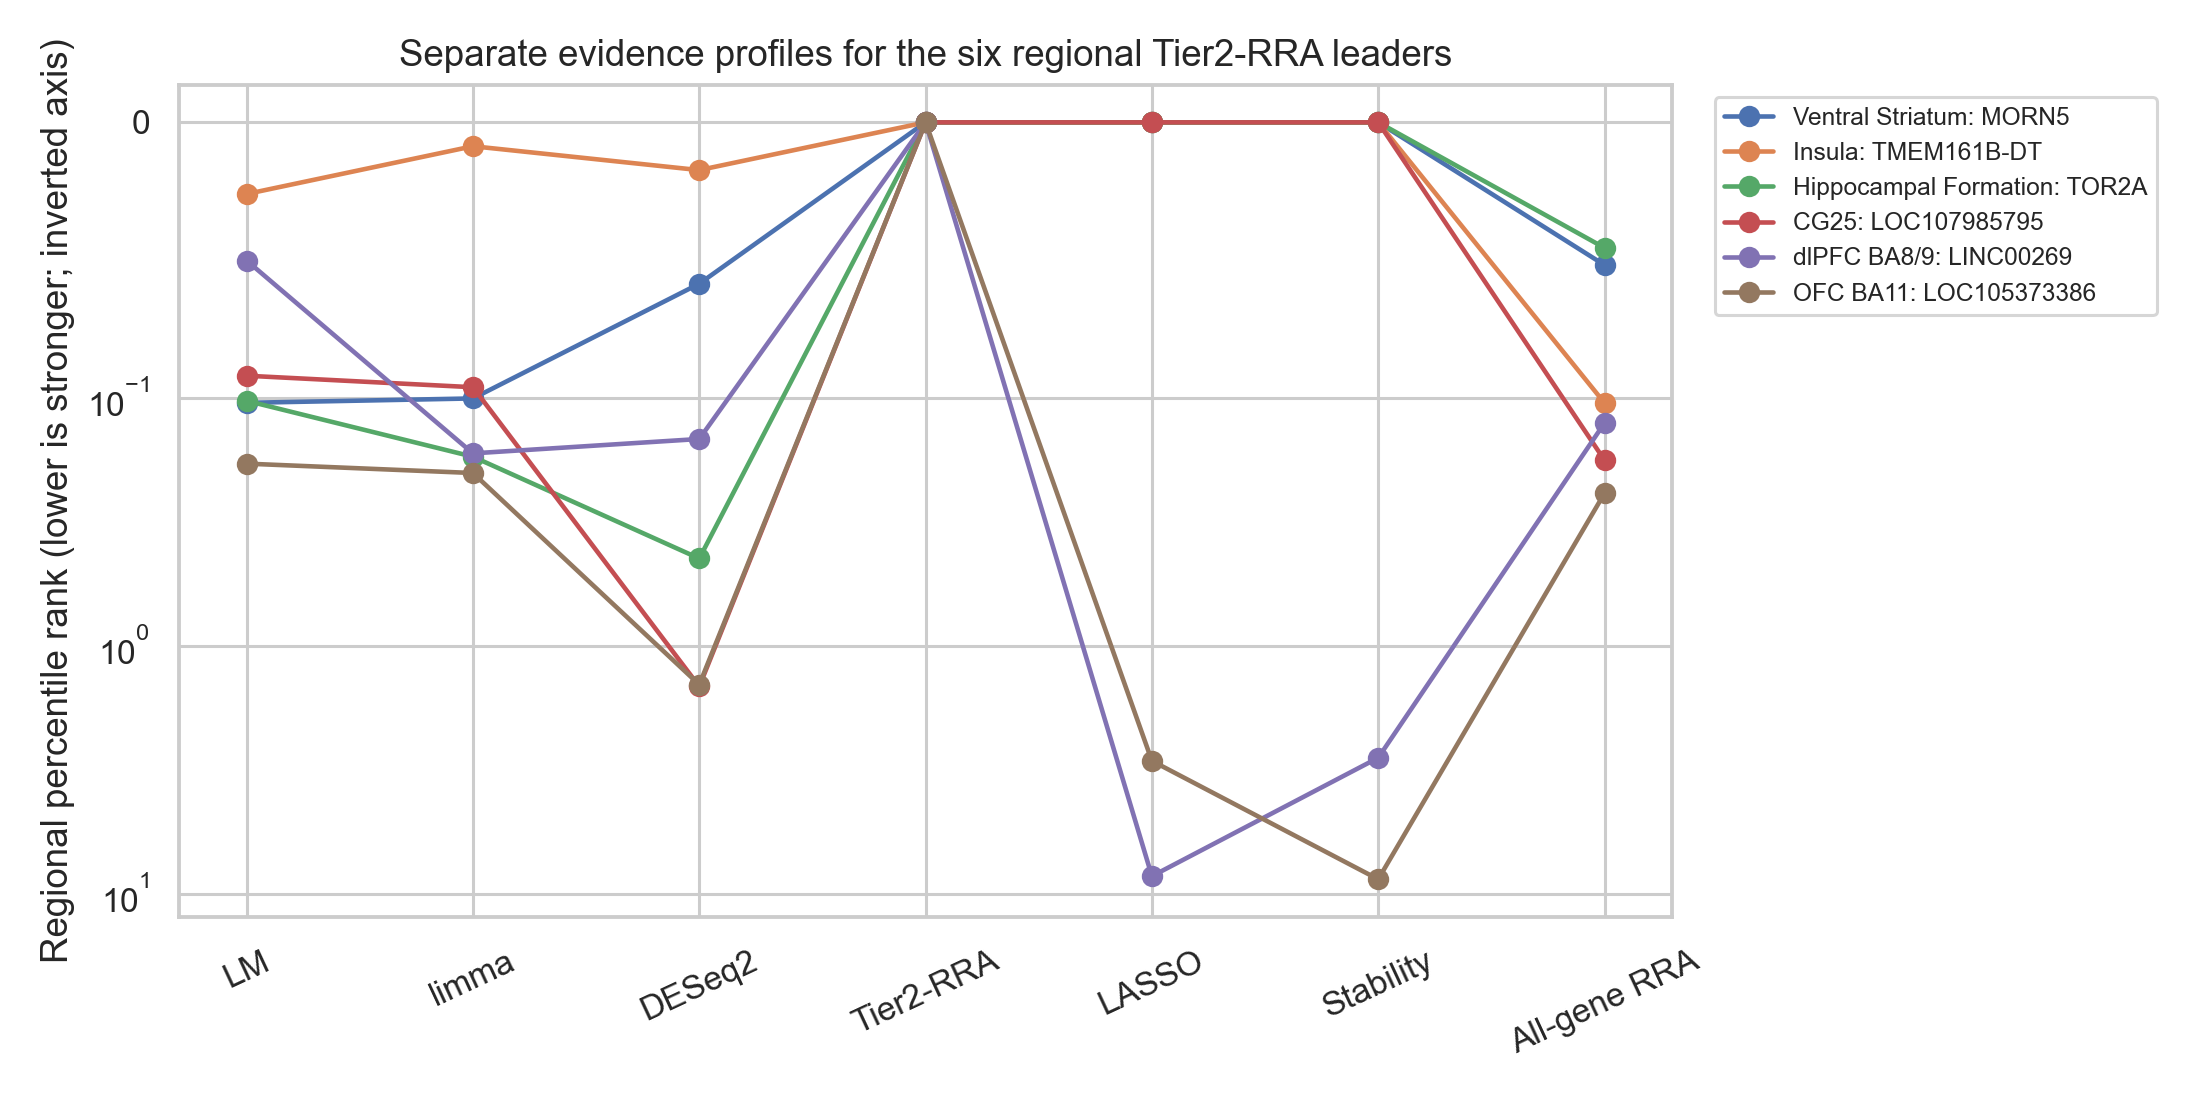 Separate evidence profiles for the six regional Tier2-RRA leaders
Regional percentile rank (lower is stronger; inverted axis)
0
10⁻¹
10⁰
10¹
LM
limma
DESeq2
Tier2-RRA
LASSO
Stability
All-gene RRA
Ventral Striatum: MORN5
Insula: TMEM161B-DT
Hippocampal Formation: TOR2A
CG25: LOC107985795
dlPFC BA8/9: LINC00269
OFC BA11: LOC105373386